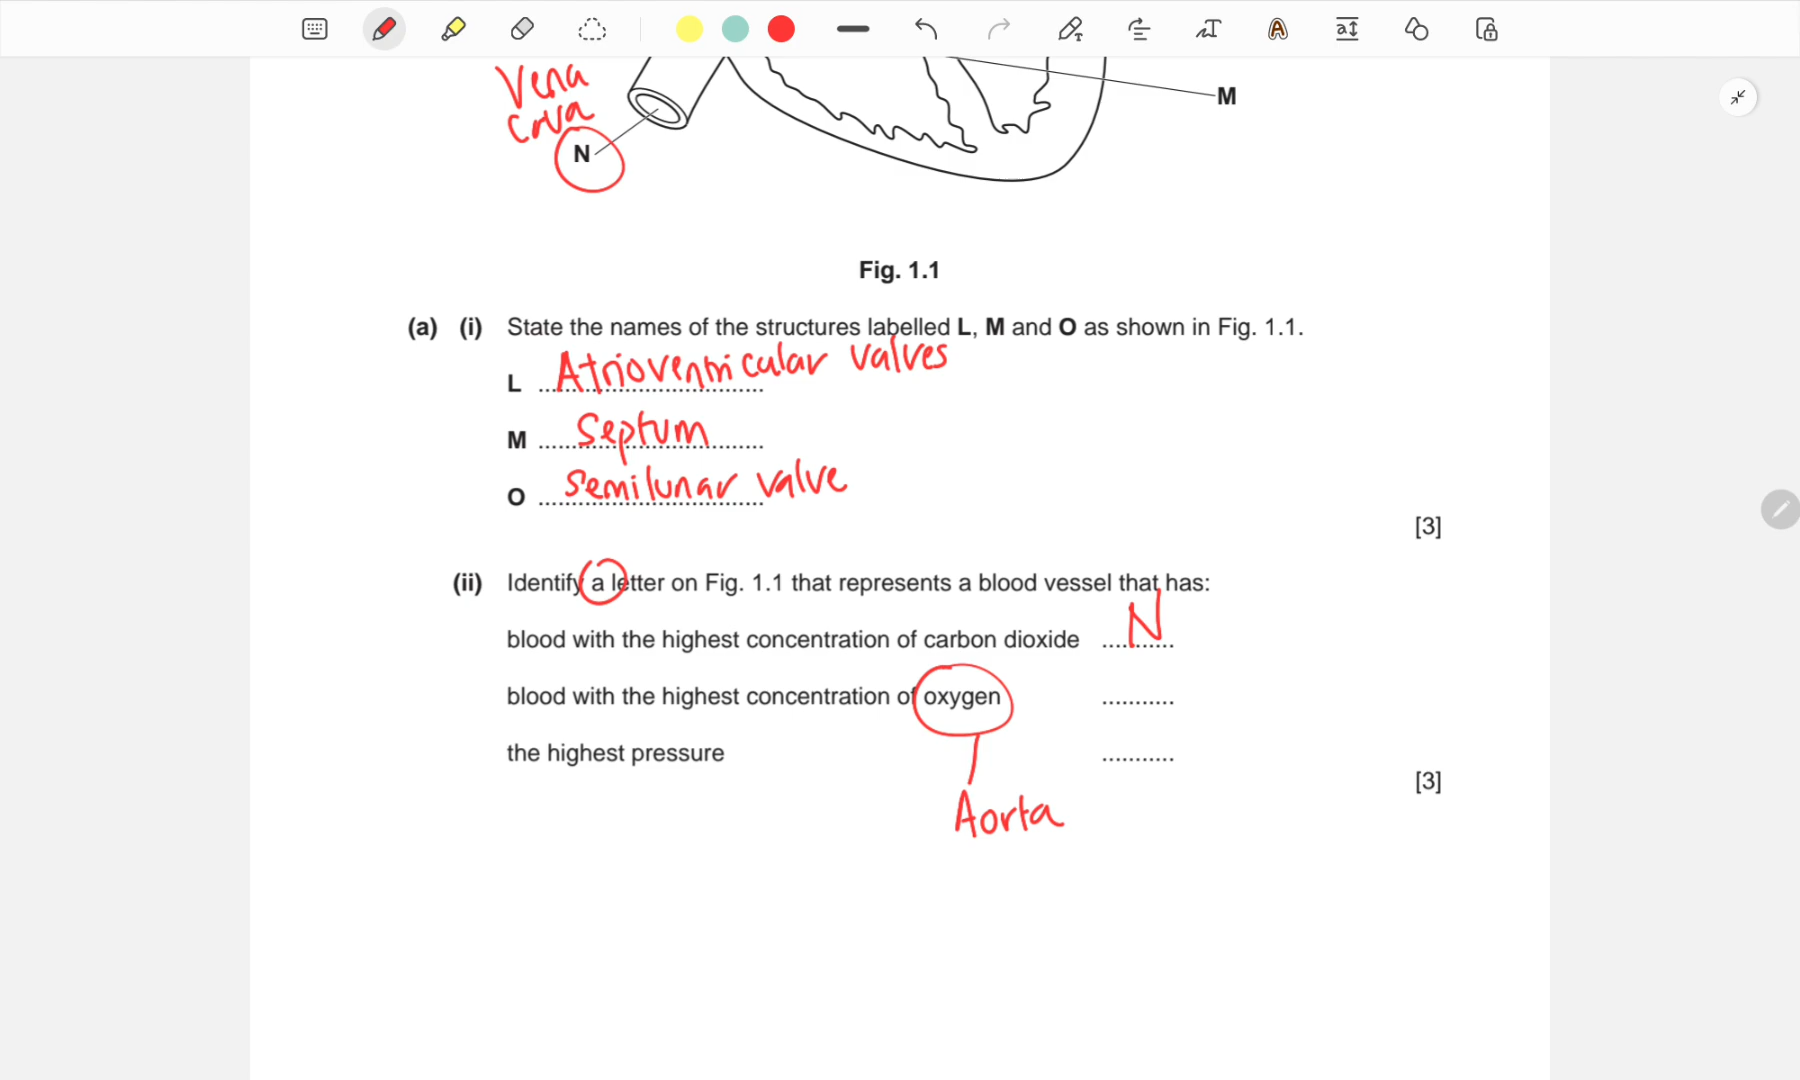 Vena
Cava
M
N
Fig. 1.1
(a) (i) State the names of the structures labelled L, M and O as shown in Fig. 1.1.
L Atrioventricular valves
M Septum
O Semilunar valve
[3]
(ii) Identify a letter on Fig. 1.1 that represents a blood vessel that has:
blood with the highest concentration of carbon dioxide N
blood with the highest concentration of oxygen ...........
the highest pressure ...........
[3]
Aorta